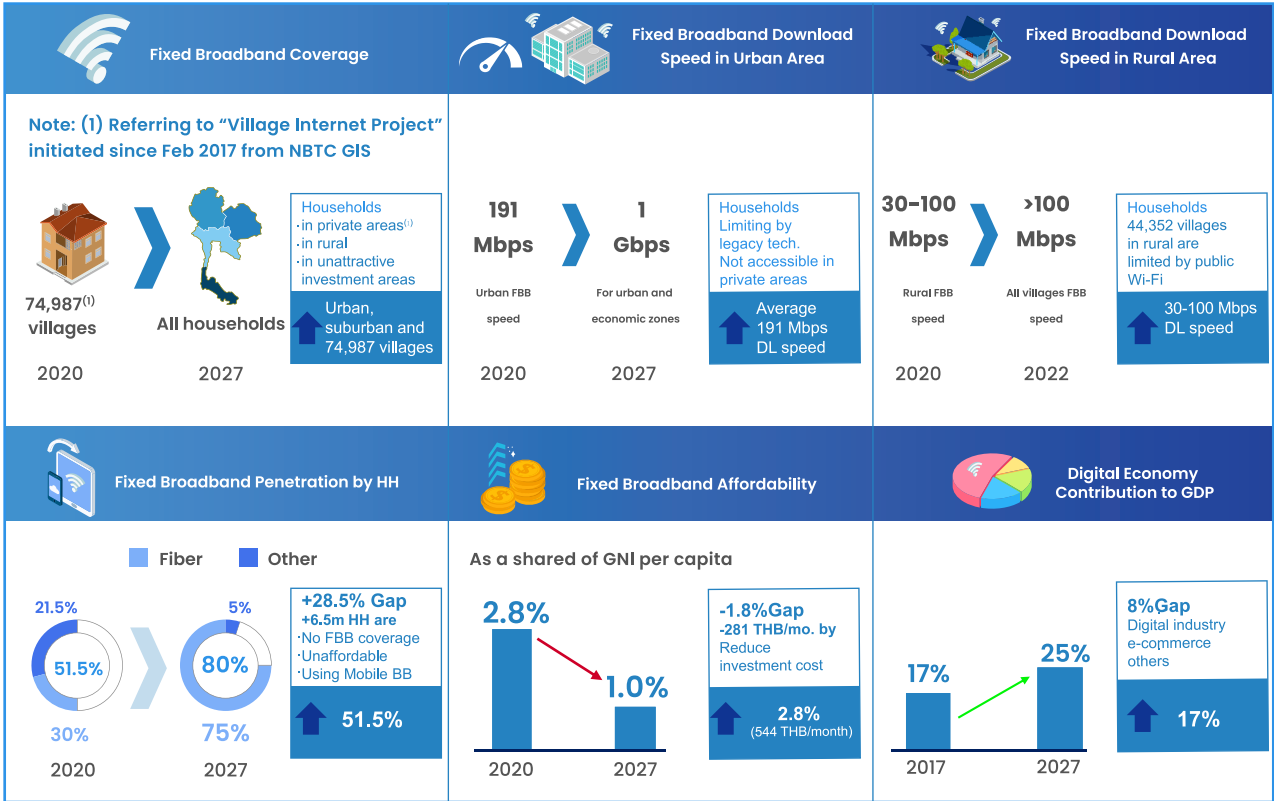 Fixed Broadband Coverage
Note: (1) Referring to “Village Internet Project”
initiated since Feb 2017 from NBTC GIS
74,987(1)
villages
2020
All households
2027
Households
·in private areas(1)
·in rural
·in unattractive
investment areas
Urban,
suburban and
74,987 villages
Fixed Broadband Download
Speed in Urban Area
191
Mbps
Urban FBB
speed
2020
1
Gbps
For urban and
economic zones
2027
Households
Limiting by
legacy tech.
Not accessible in
private areas
Average
191 Mbps
DL speed
Fixed Broadband Download
Speed in Rural Area
30-100
Mbps
Rural FBB
speed
2020
>100
Mbps
All villages FBB
speed
2022
Households
44,352 villages
in rural are
limited by public
Wi-Fi
30-100 Mbps
DL speed
Fixed Broadband Penetration by HH
Fiber
Other
21.5%
51.5%
30%
2020
5%
80%
75%
2027
+28.5% Gap
+6.5m HH are
·No FBB coverage
·Unaffordable
·Using Mobile BB
51.5%
Fixed Broadband Affordability
As a shared of GNI per capita
2.8%
2020
1.0%
2027
-1.8%Gap
-281 THB/mo. by
Reduce
investment cost
2.8%
(544 THB/month)
Digital Economy
Contribution to GDP
17%
2017
25%
2027
8%Gap
Digital industry
e-commerce
others
17%